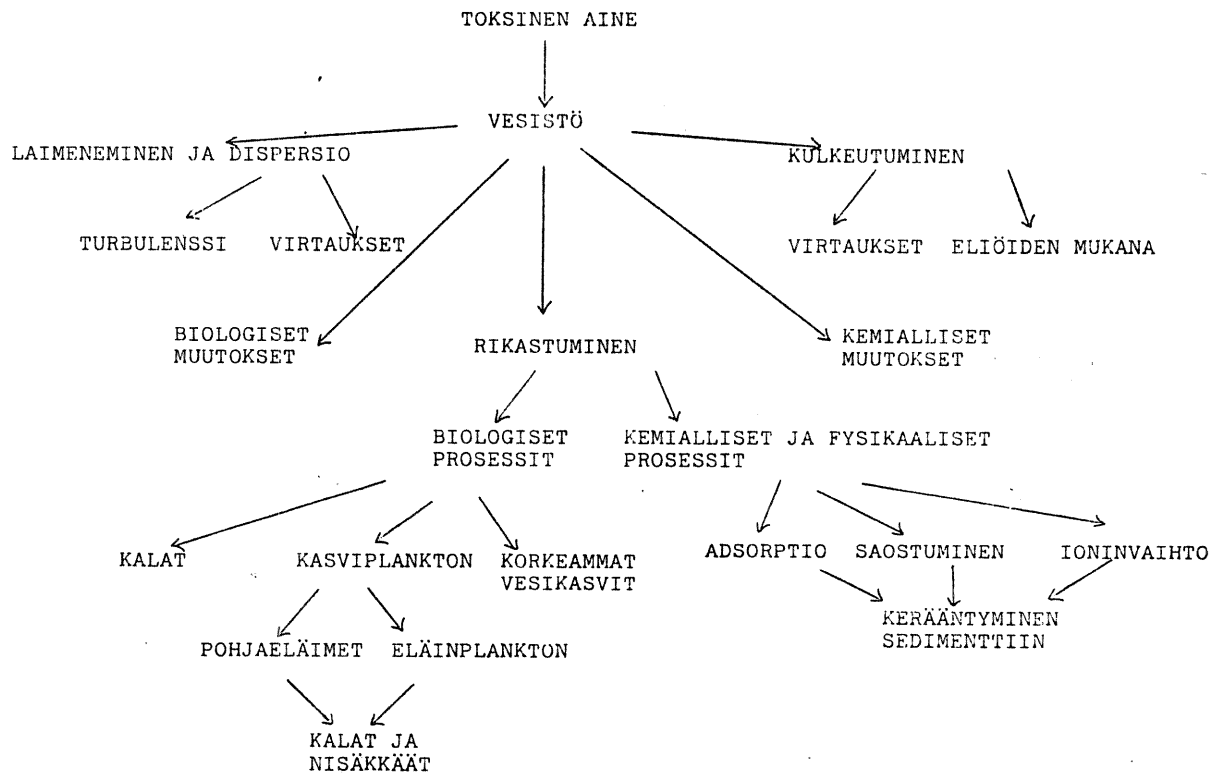 TOKSINEN AINE
VESISTÖ
LAIMENEMINEN JA DISPERSIO
KULKEUTUMINEN
TURBULENSSI
VIRTAUKSET
VIRTAUKSET
ELIÖIDEN MUKANA
BIOLOGISET
MUUTOKSET
RIKASTUMINEN
KEMIALLISET
MUUTOKSET
BIOLOGISET
PROSESSIT
KEMIALLISET JA FYSIKAALISET
PROSESSIT
KALAT
KASVIPLANKTON
KORKEAMMAT
VESIKASVIT
ADSORPTIO
SAOSTUMINEN
IONINVAIHTO
KERÄÄNTYMINEN
SEDIMENTTIIN
POHJAELÄIMET
ELÄINPLANKTON
KALAT JA
NISÄKKÄÄT